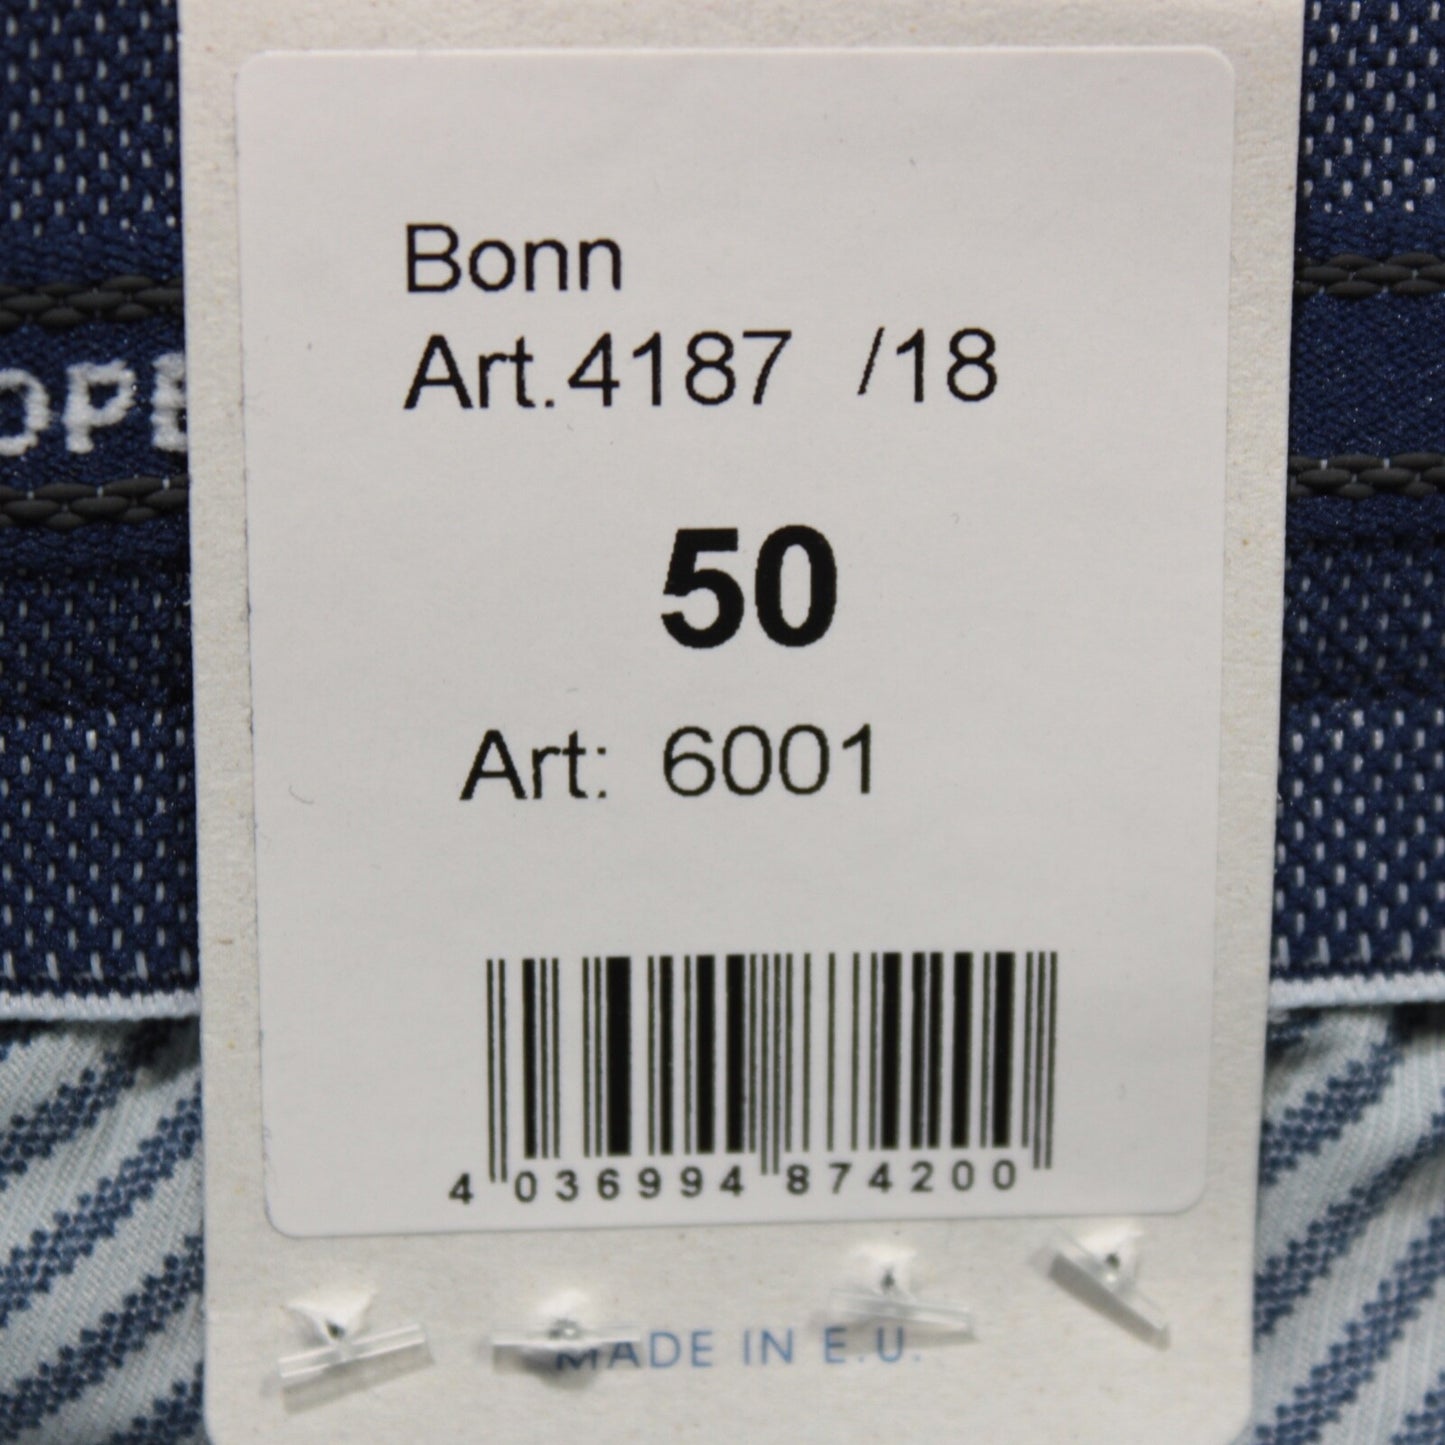 Bonn
Art.4187 /18
50
Art: 6001
4 036994 874200
MADE IN E.U.